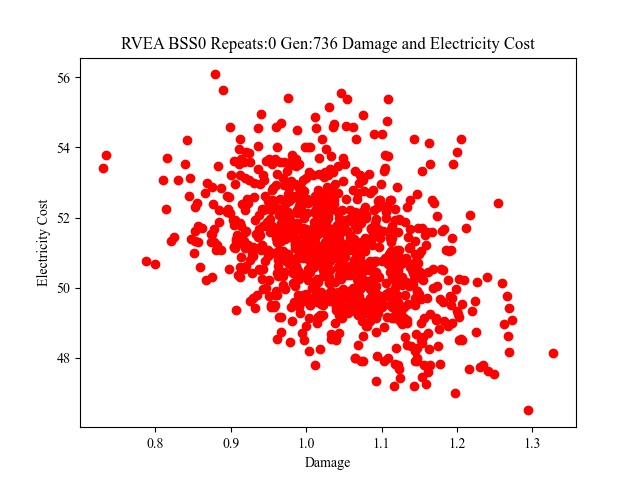 RVEA BSS0 Repeats:0 Gen:736 Damage and Electricity Cost
56
54
52
50
48
Electricity Cost
0.8 0.9 1.0 1.1 1.2 1.3
Damage